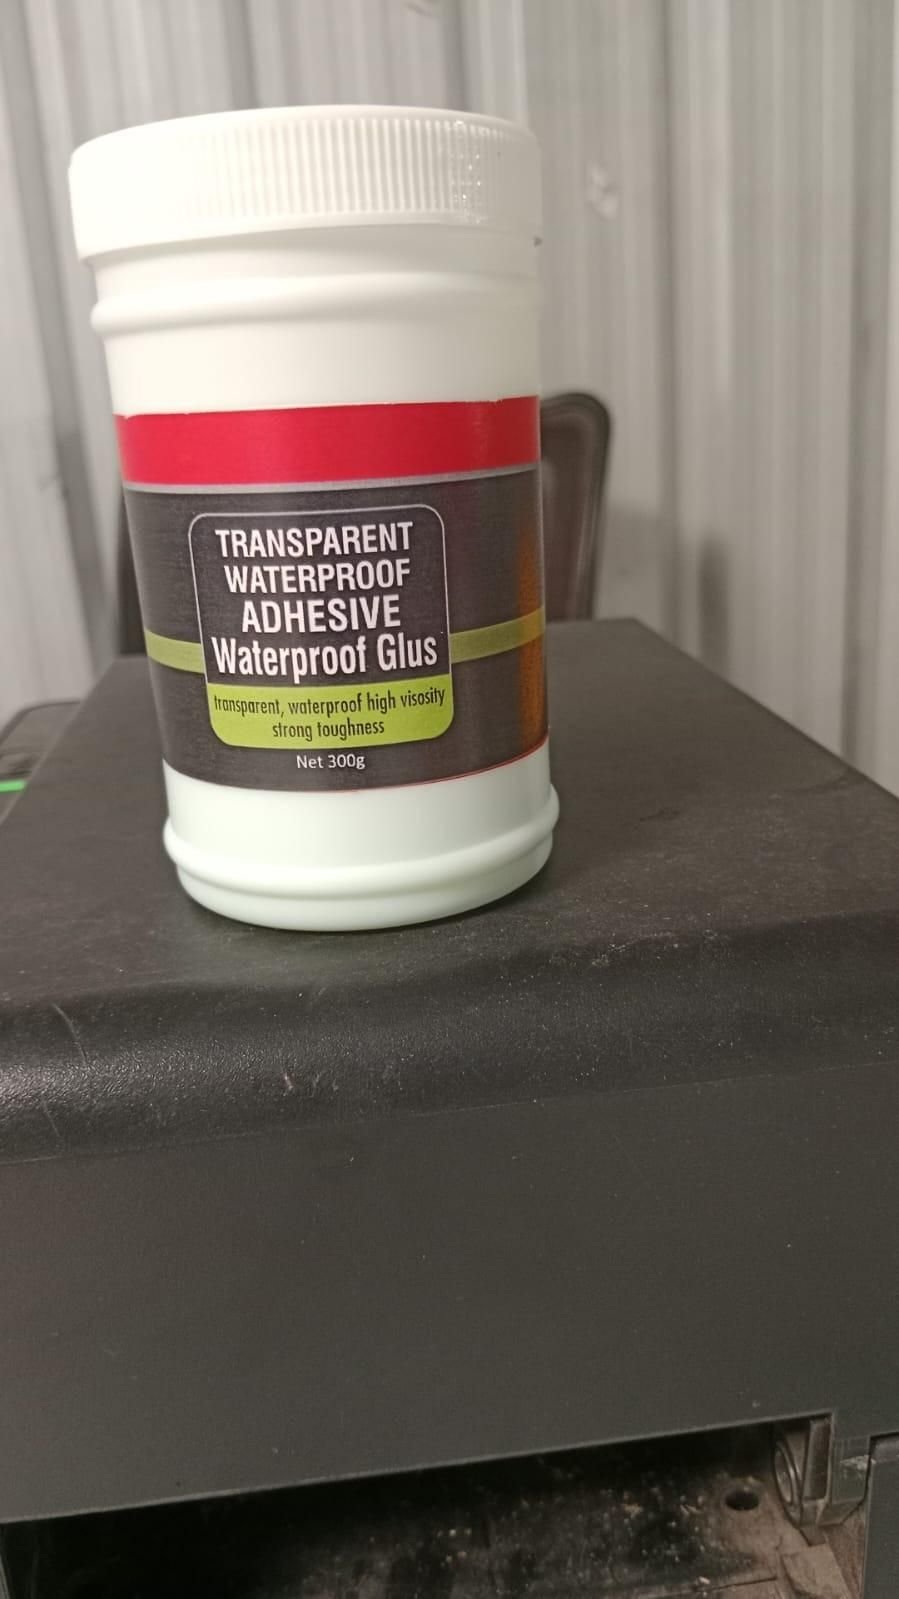 TRANSPARENT
WATERPROOF
ADHESIVE
Waterproof Glus
transparent, waterproof high visosity
strong toughness
Net 300g